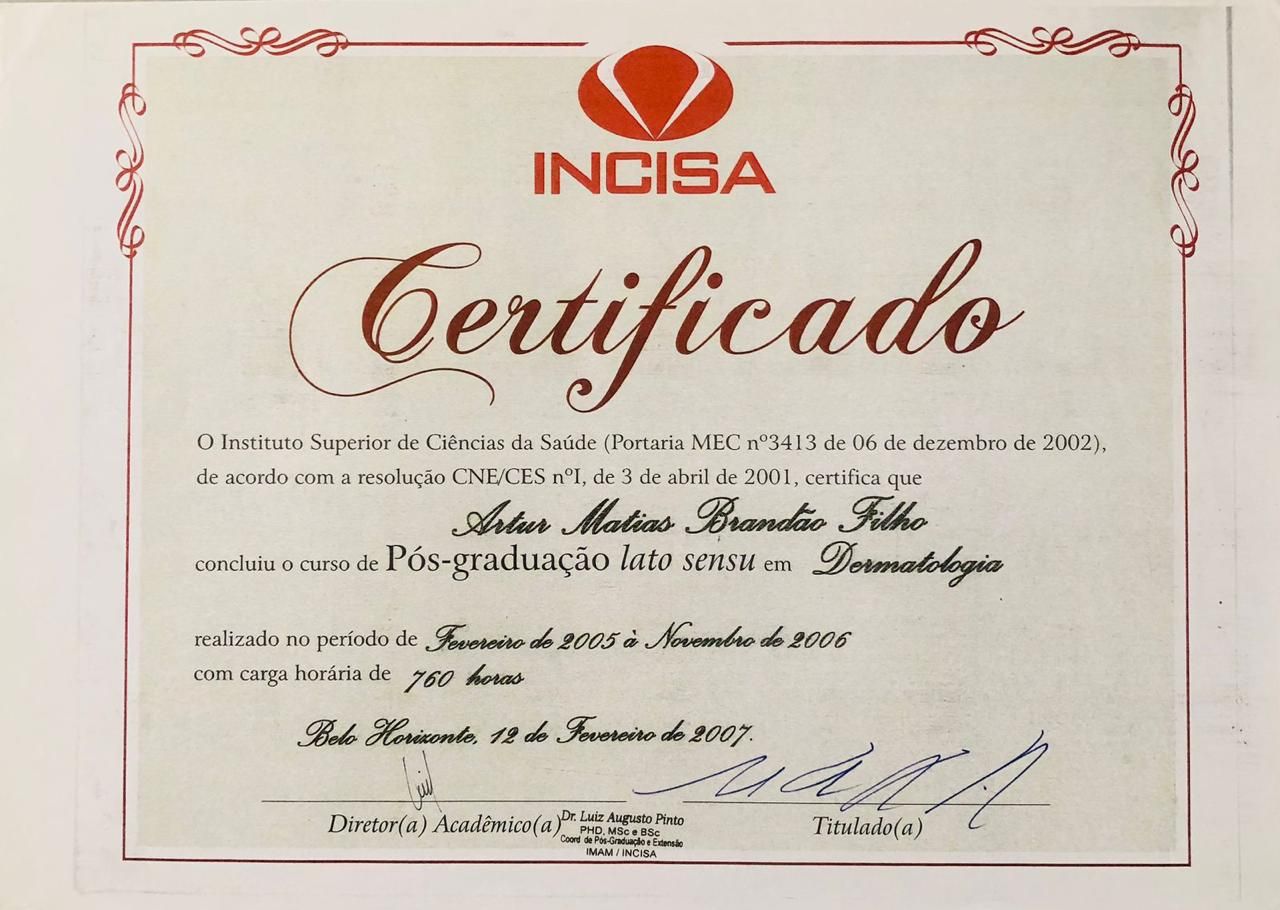 INCISA
Certificado
O Instituto Superior de Ciências da Saúde (Portaria MEC nº3413 de 06 de dezembro de 2002),
de acordo com a resolução CNE/CES nºI, de 3 de abril de 2001, certifica que
Artur Matias Brandão Filho
concluiu o curso de Pós-graduação lato sensu em Dermatologia
realizado no período de Fevereiro de 2005 à Novembro de 2006
com carga horária de 760 horas
Belo Horizonte, 12 de Fevereiro de 2007.
Diretor(a) Acadêmico(a)
Dr. Luiz Augusto Pinto
PHD, MSc e BSc
Coord de Pós-Graduação e Extensão
IMAM / INCISA
Titulado(a)